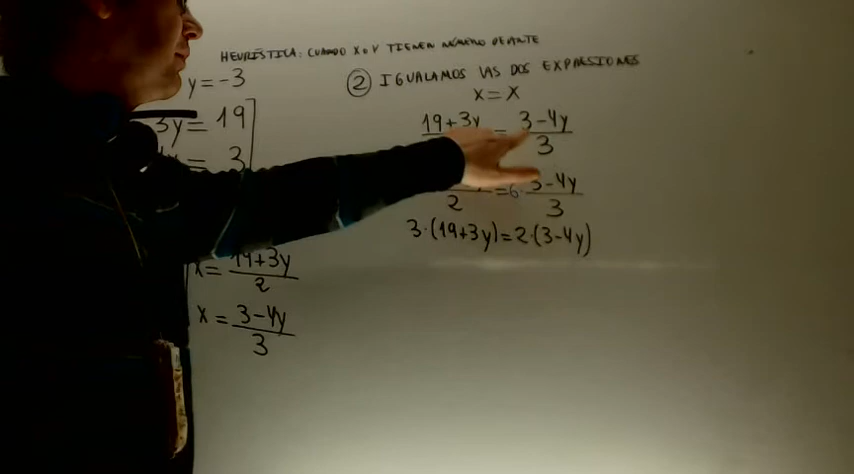 HEURÍSTICA: CUANDO X O Y TIENEN NÚMERO DELANTE
y = -3
3y = 19
= 3
x = 19+3y / 2
x = 3-4y / 3
② IGUALAMOS LAS DOS EXPRESIONES
x = x
19+3y = 3-4y / 3
/ 2 = 6· 3-4y / 3
3·(19+3y)=2·(3-4y)